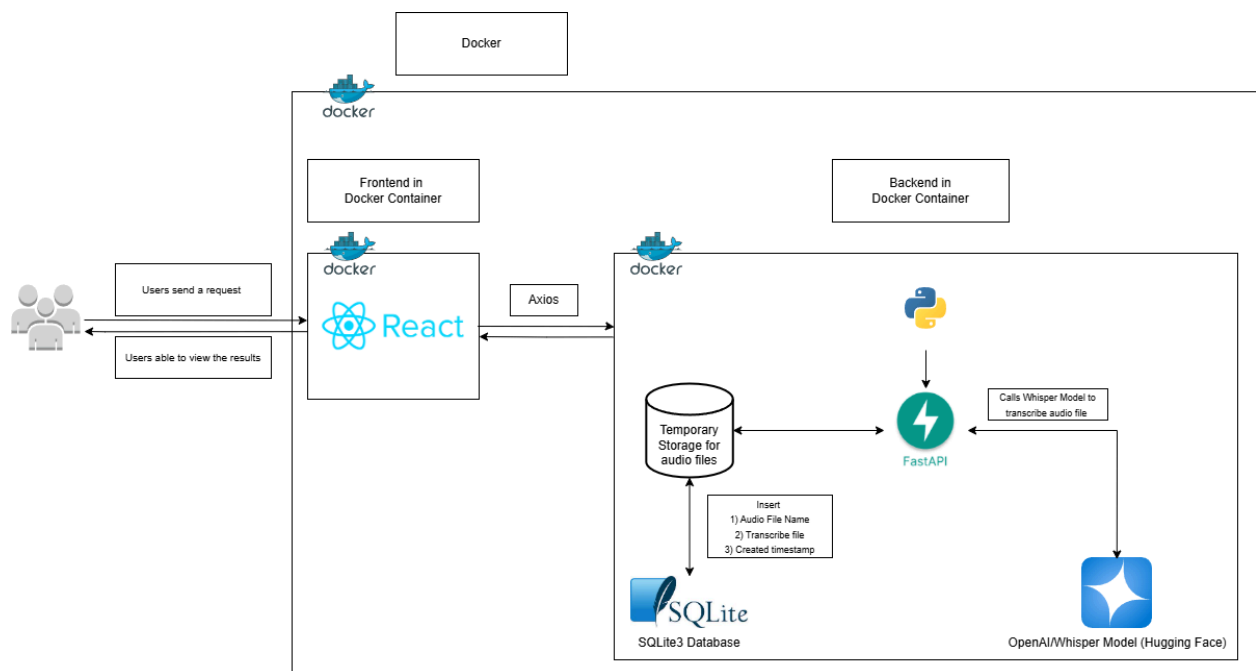 Docker
docker
Frontend in
Docker Container
Backend in
Docker Container
docker
docker
Users send a request
Axios
React
Users able to view the results
Calls Whisper Model to
transcribe audio file
Temporary
Storage for
audio files
FastAPI
Insert
1) Audio File Name
2) Transcribe file
3) Created timestamp
SQLite
SQLite3 Database
OpenAI/Whisper Model (Hugging Face)